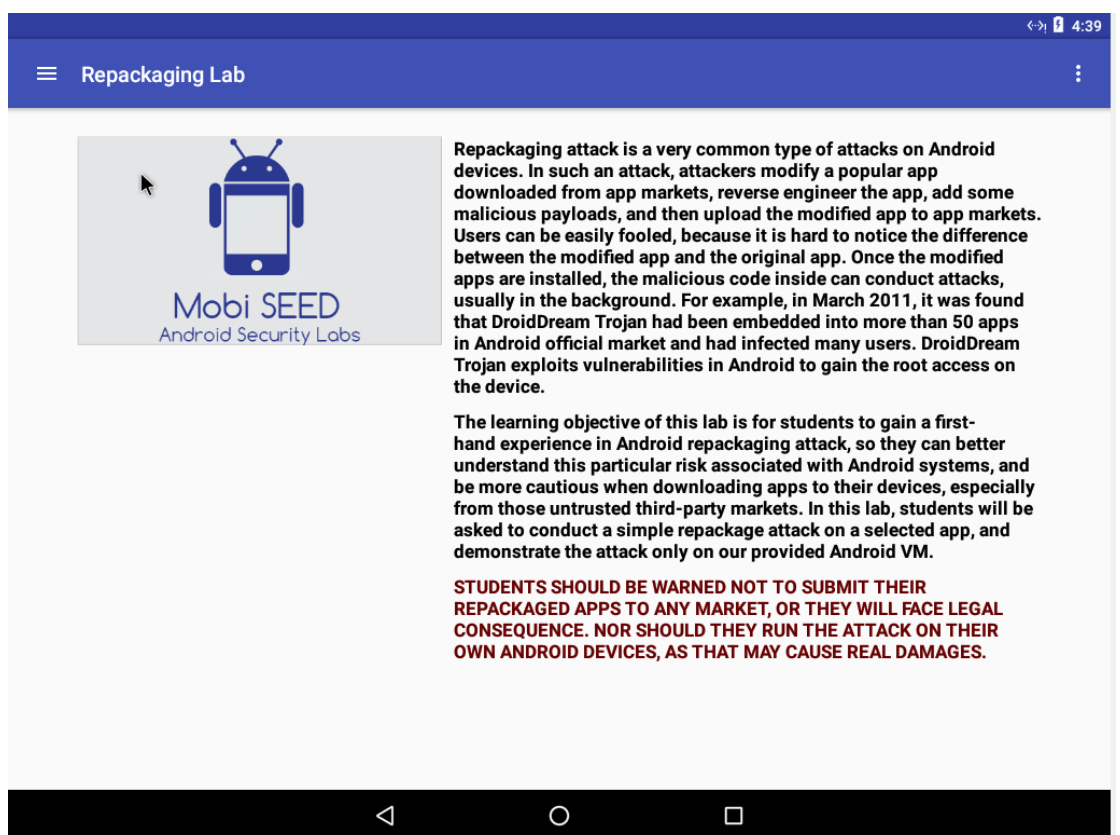 4:39
Repackaging Lab
Mobi SEED
Android Security Labs
Repackaging attack is a very common type of attacks on Android
devices. In such an attack, attackers modify a popular app
downloaded from app markets, reverse engineer the app, add some
malicious payloads, and then upload the modified app to app markets.
Users can be easily fooled, because it is hard to notice the difference
between the modified app and the original app. Once the modified
apps are installed, the malicious code inside can conduct attacks,
usually in the background. For example, in March 2011, it was found
that DroidDream Trojan had been embedded into more than 50 apps
in Android official market and had infected many users. DroidDream
Trojan exploits vulnerabilities in Android to gain the root access on
the device.
The learning objective of this lab is for students to gain a first-
hand experience in Android repackaging attack, so they can better
understand this particular risk associated with Android systems, and
be more cautious when downloading apps to their devices, especially
from those untrusted third-party markets. In this lab, students will be
asked to conduct a simple repackage attack on a selected app, and
demonstrate the attack only on our provided Android VM.
STUDENTS SHOULD BE WARNED NOT TO SUBMIT THEIR
REPACKAGED APPS TO ANY MARKET, OR THEY WILL FACE LEGAL
CONSEQUENCE. NOR SHOULD THEY RUN THE ATTACK ON THEIR
OWN ANDROID DEVICES, AS THAT MAY CAUSE REAL DAMAGES.